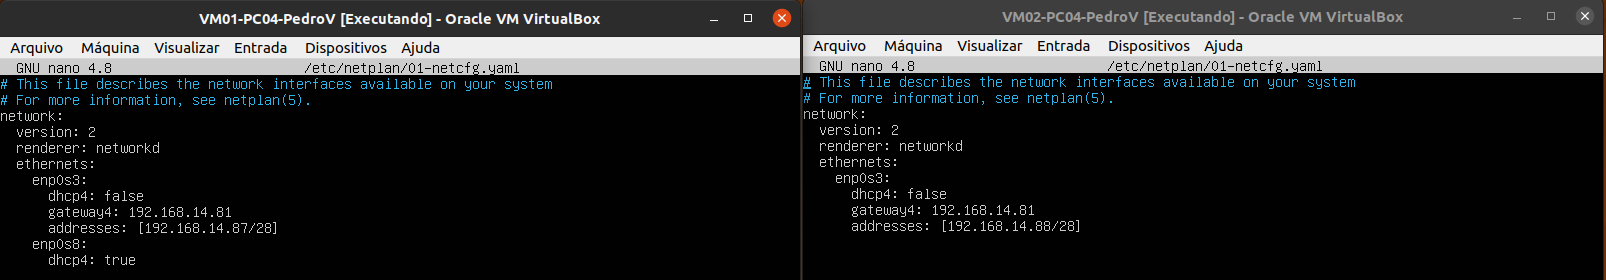 VM01-PC04-PedroV [Executando] - Oracle VM VirtualBox
Arquivo Máquina Visualizar Entrada Dispositivos Ajuda
GNU nano 4.8 /etc/netplan/01-netcfg.yaml
# This file describes the network interfaces available on your system
# For more information, see netplan(5).
network:
  version: 2
  renderer: networkd
  ethernets:
    enp0s3:
      dhcp4: false
      gateway4: 192.168.14.81
      addresses: [192.168.14.87/28]
    enp0s8:
      dhcp4: true
VM02-PC04-PedroV [Executando] - Oracle VM VirtualBox
Arquivo Máquina Visualizar Entrada Dispositivos Ajuda
GNU nano 4.8 /etc/netplan/01-netcfg.yaml
# This file describes the network interfaces available on your system
# For more information, see netplan(5).
network:
  version: 2
  renderer: networkd
  ethernets:
    enp0s3:
      dhcp4: false
      gateway4: 192.168.14.81
      addresses: [192.168.14.88/28]